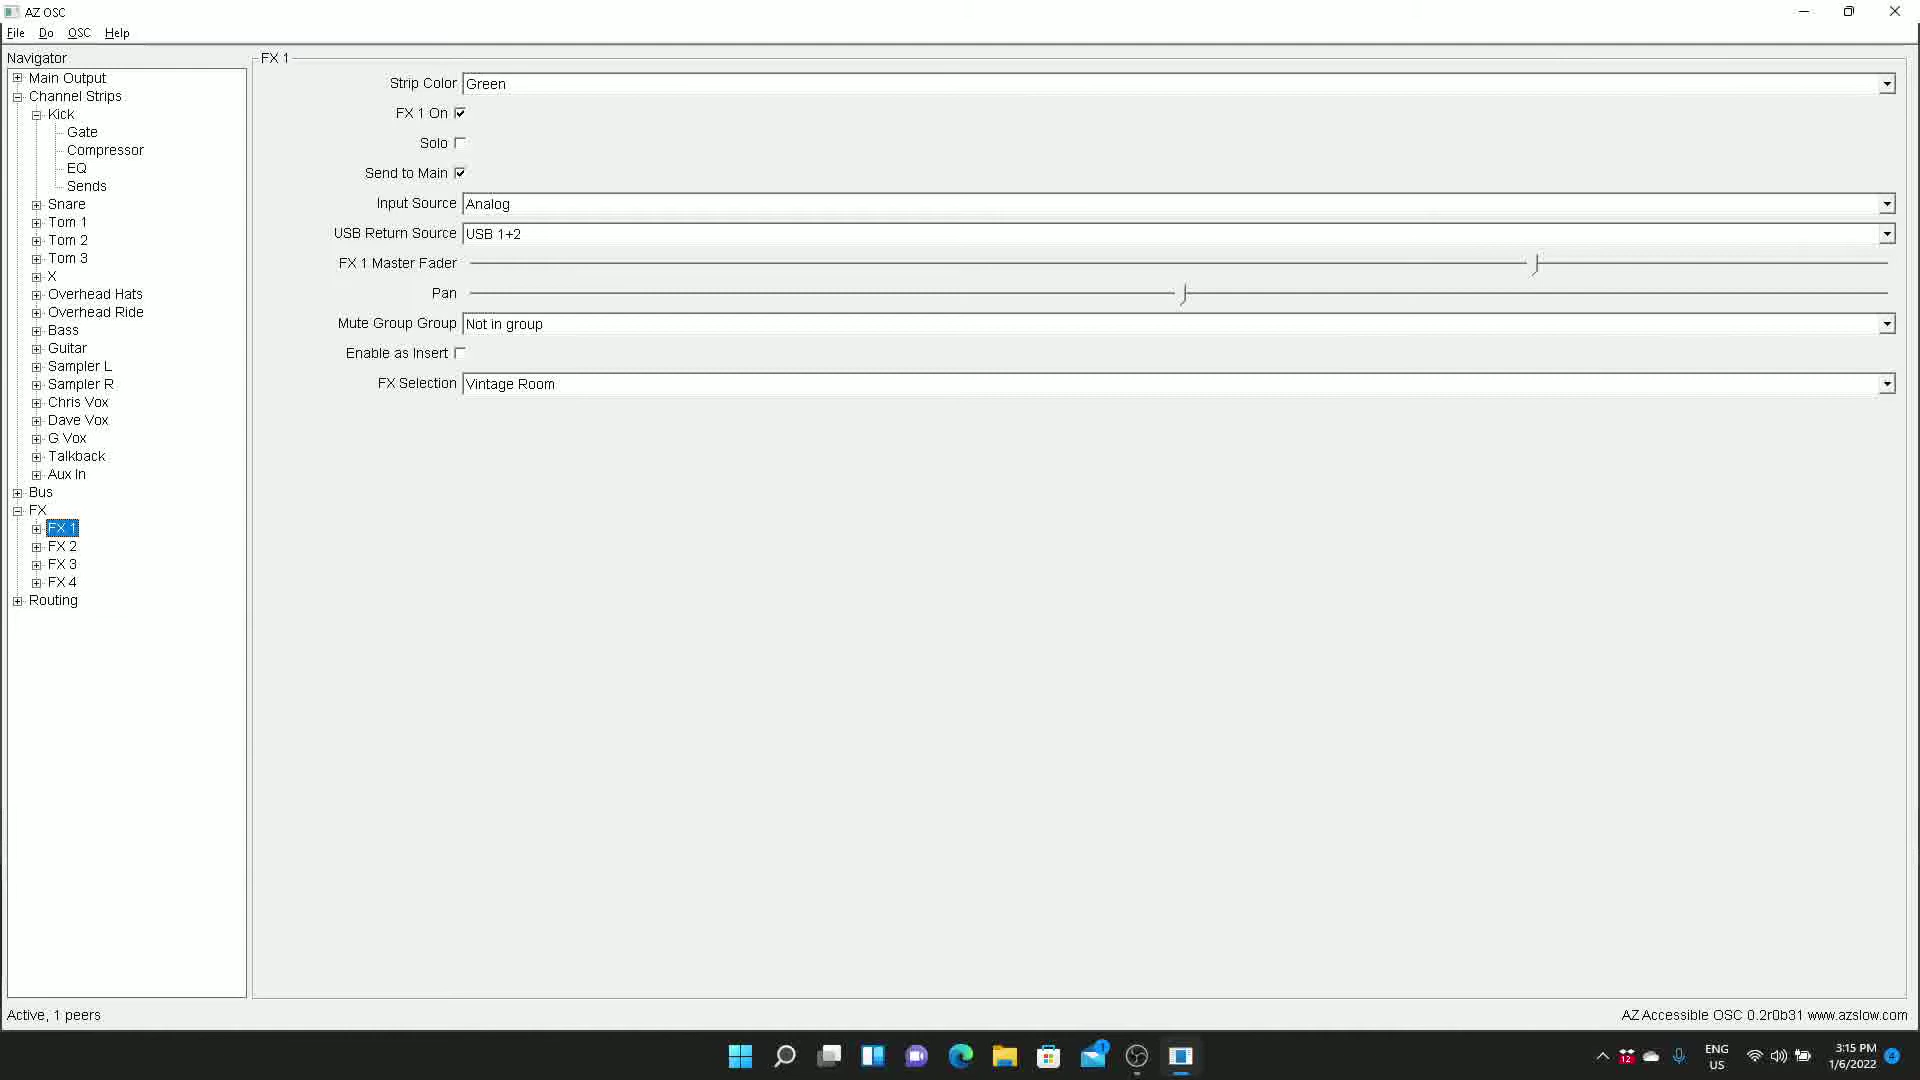 AZ OSC
File Do OSC Help
Navigator
Main Output
Channel Strips
Kick
Gate
Compressor
EQ
Sends
Snare
Tom 1
Tom 2
Tom 3
X
Overhead Hats
Overhead Ride
Bass
Guitar
Sampler L
Sampler R
Chris Vox
Dave Vox
G Vox
Talkback
Aux In
Bus
FX
FX 1
FX 2
FX 3
FX 4
Routing
FX 1
Strip Color Green
FX 1 On
Solo
Send to Main
Input Source Analog
USB Return Source USB 1+2
FX 1 Master Fader
Pan
Mute Group Group Not in group
Enable as Insert
FX Selection Vintage Room
Active, 1 peers
AZ Accessible OSC 0.2r0b31 www.azslow.com
1
12
ENG
US
3:15 PM
1/6/2022
4